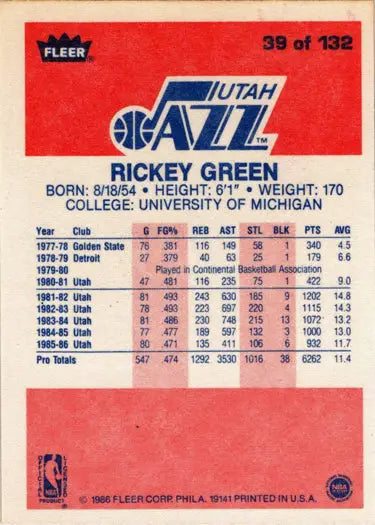 FLEER
39 of 132
UTAH
JAZZ
TM
RICKEY GREEN
BORN: 8/18/54 • HEIGHT: 6'1" • WEIGHT: 170
COLLEGE: UNIVERSITY OF MICHIGAN
Year Club G FG% REB AST STL BLK PTS AVG
1977-78 Golden State 76 .381 116 149 58 1 340 4.5
1978-79 Detroit 27 .379 40 63 25 1 179 6.6
1979-80 Played in Continental Basketball Association
1980-81 Utah 47 .481 116 235 75 1 422 9.0
1981-82 Utah 81 .493 243 630 185 9 1202 14.8
1982-83 Utah 78 .493 223 697 220 4 1115 14.3
1983-84 Utah 81 .486 230 748 215 13 1072 13.2
1984-85 Utah 77 .477 189 597 132 3 1000 13.0
1985-86 Utah 80 .471 135 411 106 6 932 11.7
Pro Totals 547 .474 1292 3530 1016 38 6262 11.4
OFFICIAL LICENSED
NBA
PRODUCT
© 1986 FLEER CORP. PHILA. 19141 PRINTED IN U.S.A.
NBA